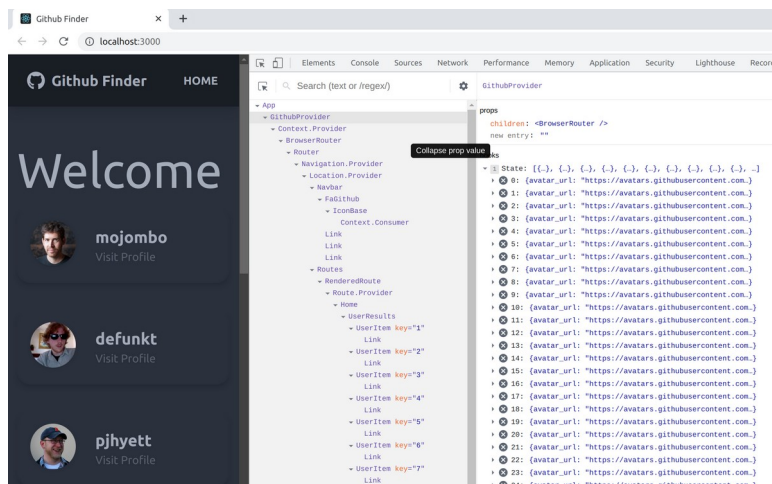 Github Finder
localhost:3000
Github Finder HOME
Welcome
mojombo
Visit Profile
defunkt
Visit Profile
pjhyett
Visit Profile
Elements Console Sources Network Performance Memory Application Security Lighthouse Recor
Search (text or /regex/)
App
GithubProvider
Context.Provider
BrowserRouter
Router
Navigation.Provider
Location.Provider
Navbar
FaGithub
IconBase
Context.Consumer
Link
Link
Link
Routes
RenderedRoute
Route.Provider
Home
UserResults
UserItem key="1"
Link
UserItem key="2"
Link
UserItem key="3"
Link
UserItem key="4"
Link
UserItem key="5"
Link
UserItem key="6"
Link
UserItem key="7"
Link
Collapse prop value
GithubProvider
props
children: <BrowserRouter />
new entry: ""
1 State: [{…}, {…}, {…}, {…}, {…}, {…}, {…}, {…}, {…}, {…}, …]
0: {avatar_url: "https://avatars.githubusercontent.com…}
1: {avatar_url: "https://avatars.githubusercontent.com…}
2: {avatar_url: "https://avatars.githubusercontent.com…}
3: {avatar_url: "https://avatars.githubusercontent.com…}
4: {avatar_url: "https://avatars.githubusercontent.com…}
5: {avatar_url: "https://avatars.githubusercontent.com…}
6: {avatar_url: "https://avatars.githubusercontent.com…}
7: {avatar_url: "https://avatars.githubusercontent.com…}
8: {avatar_url: "https://avatars.githubusercontent.com…}
9: {avatar_url: "https://avatars.githubusercontent.com…}
10: {avatar_url: "https://avatars.githubusercontent.com…}
11: {avatar_url: "https://avatars.githubusercontent.com…}
12: {avatar_url: "https://avatars.githubusercontent.com…}
13: {avatar_url: "https://avatars.githubusercontent.com…}
14: {avatar_url: "https://avatars.githubusercontent.com…}
15: {avatar_url: "https://avatars.githubusercontent.com…}
16: {avatar_url: "https://avatars.githubusercontent.com…}
17: {avatar_url: "https://avatars.githubusercontent.com…}
18: {avatar_url: "https://avatars.githubusercontent.com…}
19: {avatar_url: "https://avatars.githubusercontent.com…}
20: {avatar_url: "https://avatars.githubusercontent.com…}
21: {avatar_url: "https://avatars.githubusercontent.com…}
22: {avatar_url: "https://avatars.githubusercontent.com…}
23: {avatar_url: "https://avatars.githubusercontent.com…}